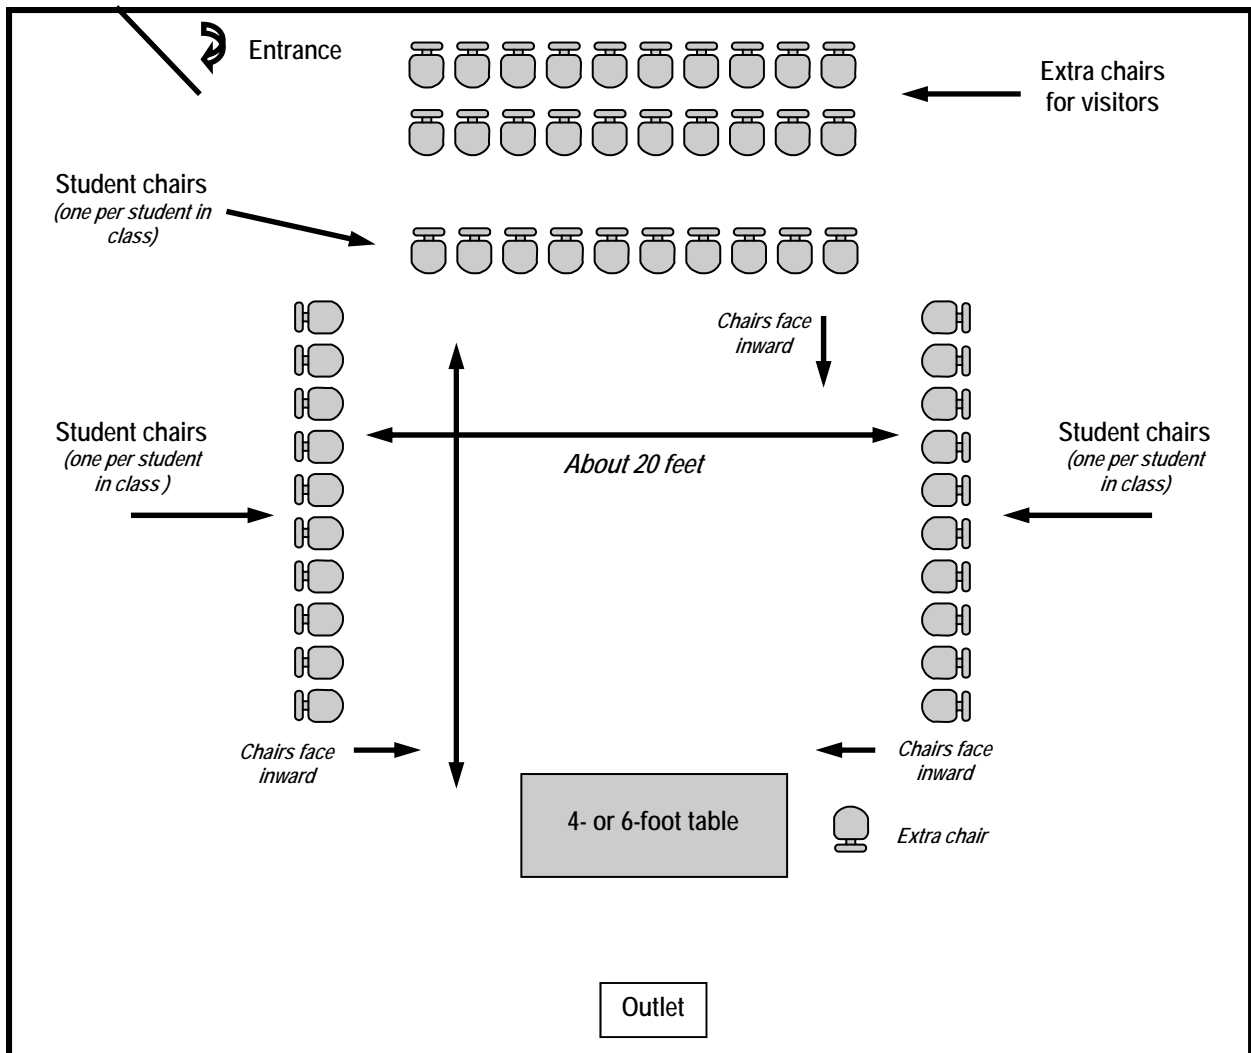 Entrance
Extra chairs
for visitors
Student chairs
(one per student in
class)
Chairs face
inward
Student chairs
(one per student
in class )
About 20 feet
Student chairs
(one per student
in class)
Chairs face
inward
Chairs face
inward
4- or 6-foot table
Extra chair
Outlet